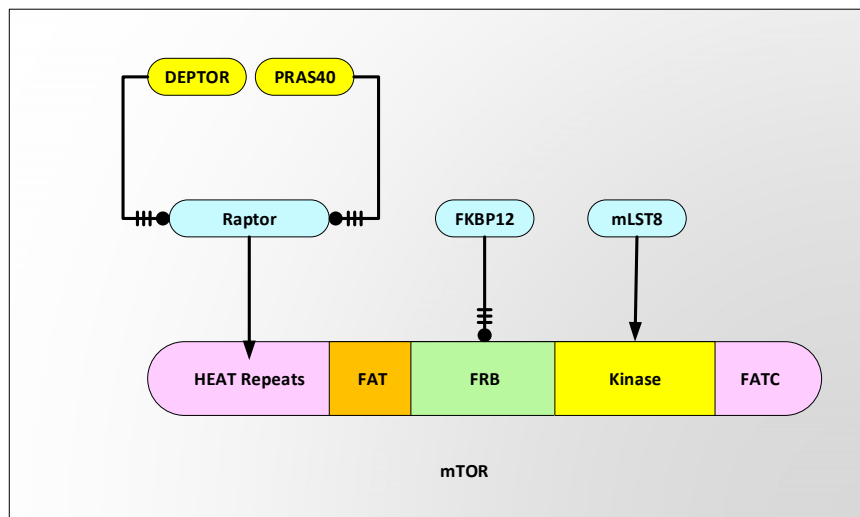 DEPTOR
PRAS40
Raptor
FKBP12
mLST8
HEAT Repeats
FAT
FRB
Kinase
FATC
mTOR